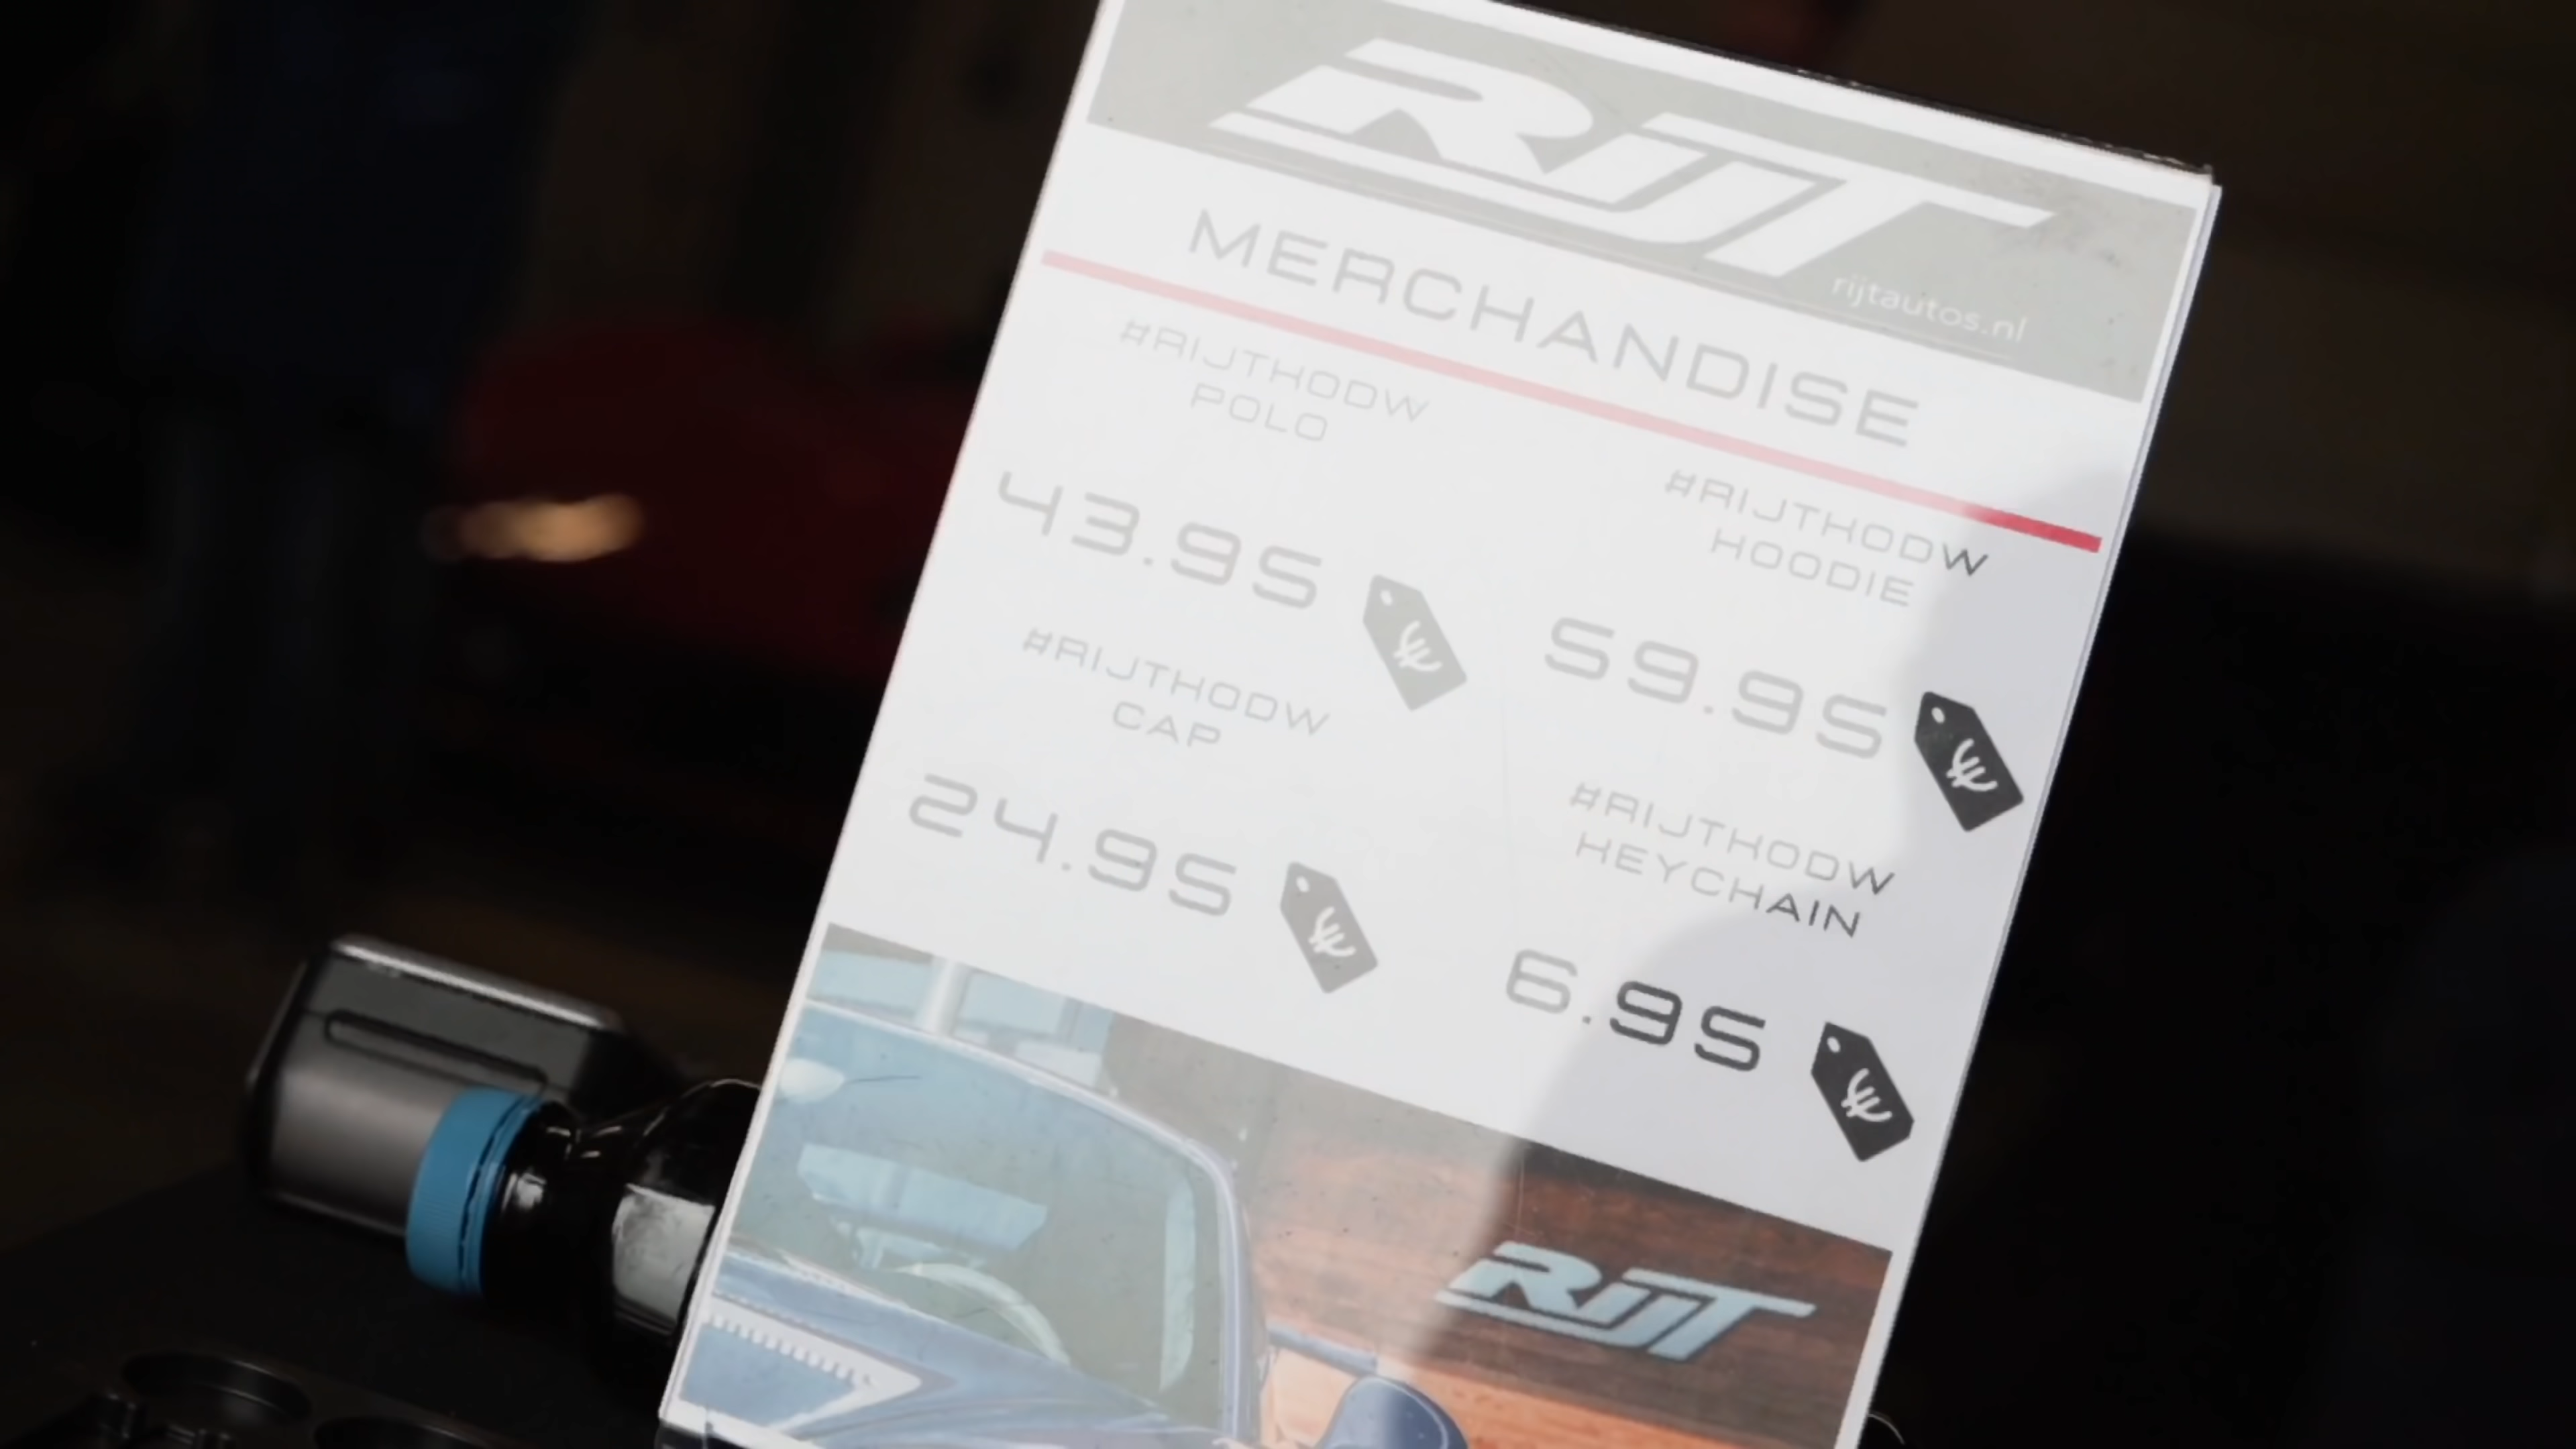 RIJT
rijtautos.nl
MERCHANDISE
#RIJTHODW
POLO
43.95
€
#RIJTHODW
HOODIE
59.95
€
#RIJTHODW
CAP
24.95
€
#RIJTHODW
KEYCHAIN
6.95
€
RIJT